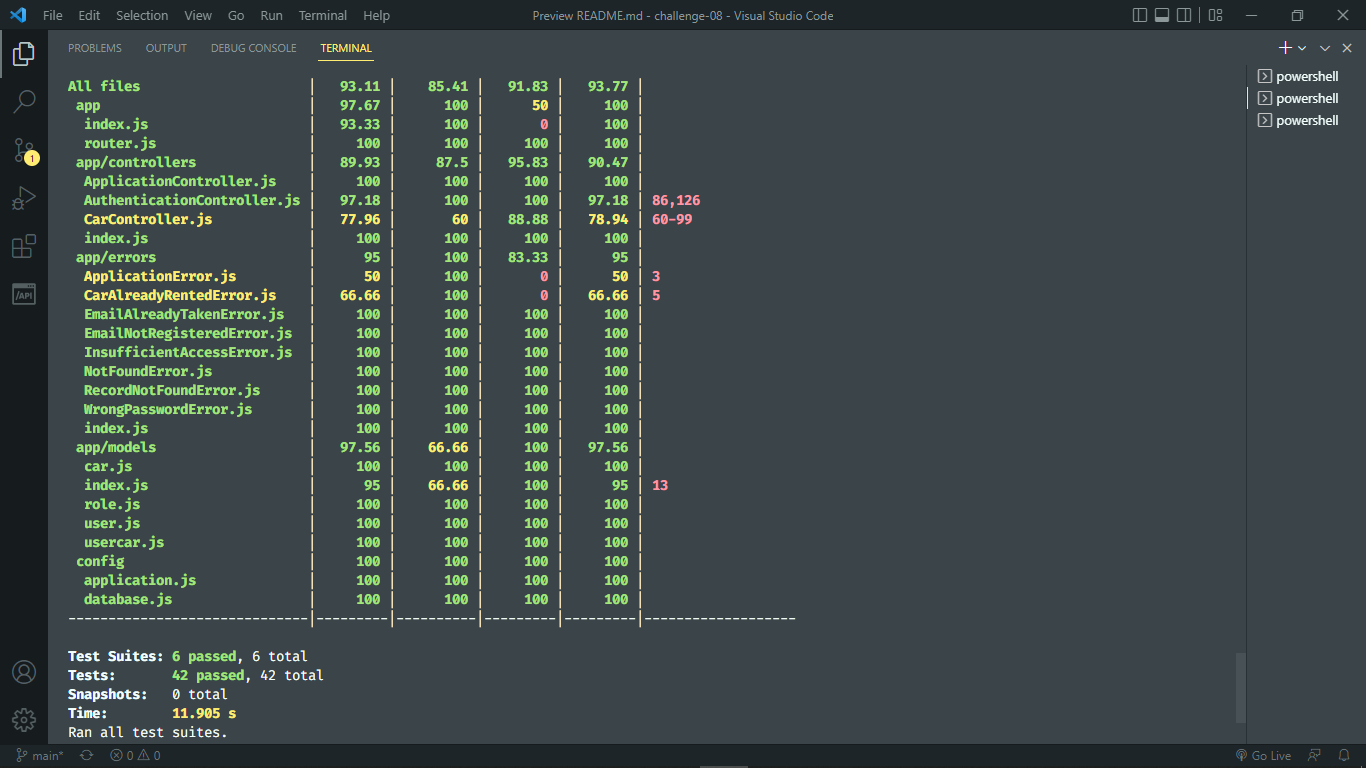 File Edit Selection View Go Run Terminal Help Preview README.md - challenge-08 - Visual Studio Code
PROBLEMS OUTPUT DEBUG CONSOLE TERMINAL
All files | 93.11 | 85.41 | 91.83 | 93.77 |
app | 97.67 | 100 | 50 | 100 |
index.js | 93.33 | 100 | 0 | 100 |
router.js | 100 | 100 | 100 | 100 |
app/controllers | 89.93 | 87.5 | 95.83 | 90.47 |
ApplicationController.js | 100 | 100 | 100 | 100 |
AuthenticationController.js | 97.18 | 100 | 100 | 97.18 | 86,126
CarController.js | 77.96 | 60 | 88.88 | 78.94 | 60-99
index.js | 100 | 100 | 100 | 100 |
app/errors | 95 | 100 | 83.33 | 95 |
ApplicationError.js | 50 | 100 | 0 | 50 | 3
CarAlreadyRentedError.js | 66.66 | 100 | 0 | 66.66 | 5
EmailAlreadyTakenError.js | 100 | 100 | 100 | 100 |
EmailNotRegisteredError.js | 100 | 100 | 100 | 100 |
InsufficientAccessError.js | 100 | 100 | 100 | 100 |
NotFoundError.js | 100 | 100 | 100 | 100 |
RecordNotFoundError.js | 100 | 100 | 100 | 100 |
WrongPasswordError.js | 100 | 100 | 100 | 100 |
index.js | 100 | 100 | 100 | 100 |
app/models | 97.56 | 66.66 | 100 | 97.56 |
car.js | 100 | 100 | 100 | 100 |
index.js | 95 | 66.66 | 100 | 95 | 13
role.js | 100 | 100 | 100 | 100 |
user.js | 100 | 100 | 100 | 100 |
usercar.js | 100 | 100 | 100 | 100 |
config | 100 | 100 | 100 | 100 |
application.js | 100 | 100 | 100 | 100 |
database.js | 100 | 100 | 100 | 100 |
------------------------------|---------|----------|---------|---------|-------------------
Test Suites: 6 passed, 6 total
Tests: 42 passed, 42 total
Snapshots: 0 total
Time: 11.905 s
Ran all test suites.
powershell
powershell
powershell
1
/API
main* 0 0 Go Live